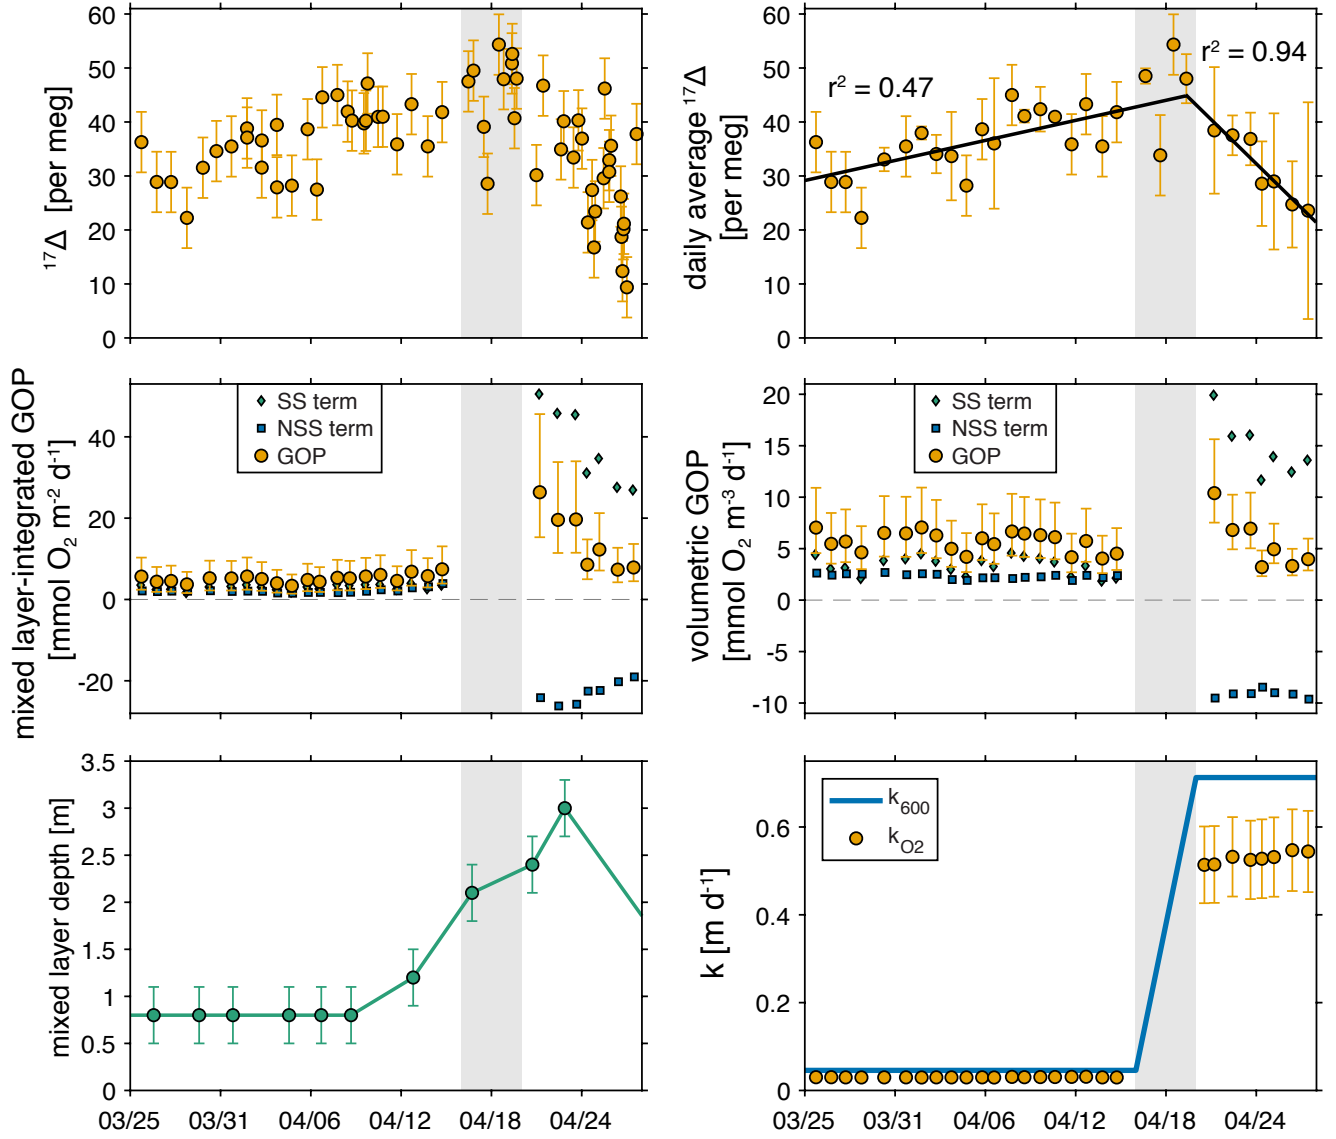 60
50
40
30
20
10
0
¹⁷Δ [per meg]
60
50
40
30
20
10
0
daily average ¹⁷Δ
[per meg]
r² = 0.47
r² = 0.94
40
20
0
-20
mixed layer-integrated GOP
[mmol O₂ m⁻² d⁻¹]
SS term
NSS term
GOP
20
15
10
5
0
-5
-10
volumetric GOP
[mmol O₂ m⁻³ d⁻¹]
SS term
NSS term
GOP
3.5
3
2.5
2
1.5
1
0.5
0
mixed layer depth [m]
03/25 03/31 04/06 04/12 04/18 04/24
0.6
0.4
0.2
0
k [m d⁻¹]
k₆₀₀
k_O2
03/25 03/31 04/06 04/12 04/18 04/24